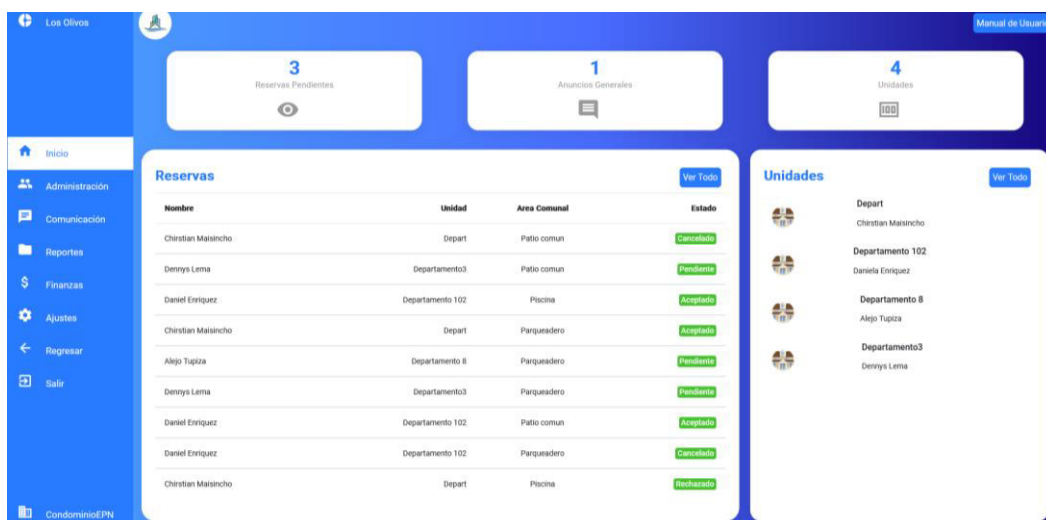 Los Olivos
Manual de Usuario
3
Reservas Pendientes
1
Anuncios Generales
4
Unidades
Inicio
Administración
Comunicación
Reportes
Finanzas
Ajustes
Regresar
Salir
CondominioEPN
Reservas Ver Todo
Nombre Unidad Area Comunal Estado
Chirstian Maisincho Depart Patio comun Cancelado
Dennys Lema Departamento3 Patio comun Pendiente
Daniel Enriquez Departamento 102 Piscina Aceptado
Chirstian Maisincho Depart Parqueadero Aceptado
Alejo Tupiza Departamento 8 Parqueadero Pendiente
Dennys Lema Departamento3 Parqueadero Pendiente
Daniel Enriquez Departamento 102 Patio comun Aceptado
Daniel Enriquez Departamento 102 Parqueadero Cancelado
Chirstian Maisincho Depart Piscina Rechazado
Unidades Ver Todo
Depart
Chirstian Maisincho
Departamento 102
Daniela Enriquez
Departamento 8
Alejo Tupiza
Departamento3
Dennys Lema